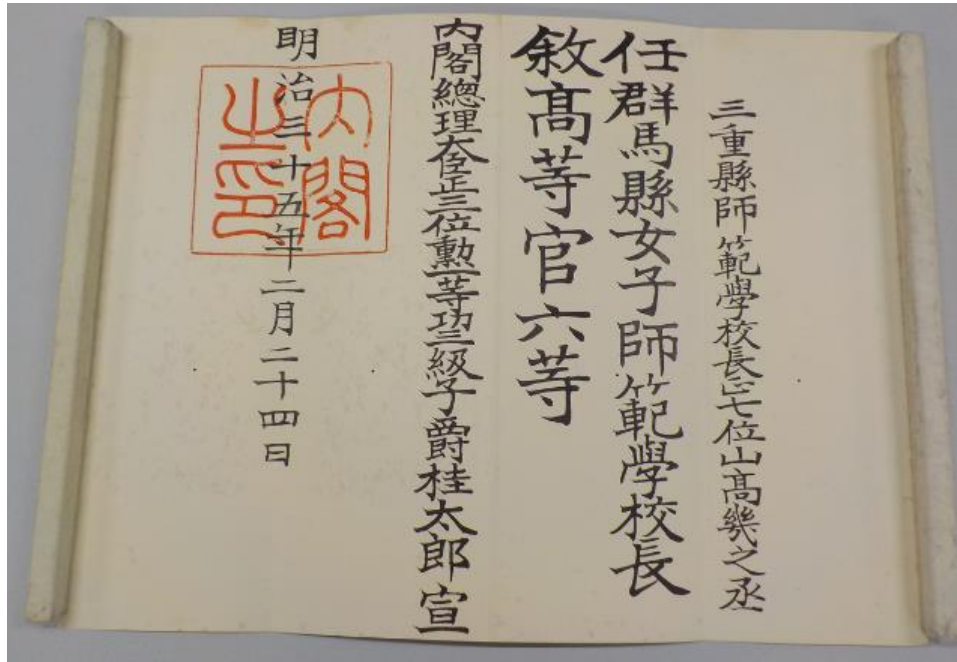 三重縣師範學校長正七位山髙幾之丞
任群馬縣女子師範學校長
敘髙等官六等
内閣總理大臣正三位勲一等功三級子爵桂太郎宣
明治三十五年二月二十四日
内閣之印